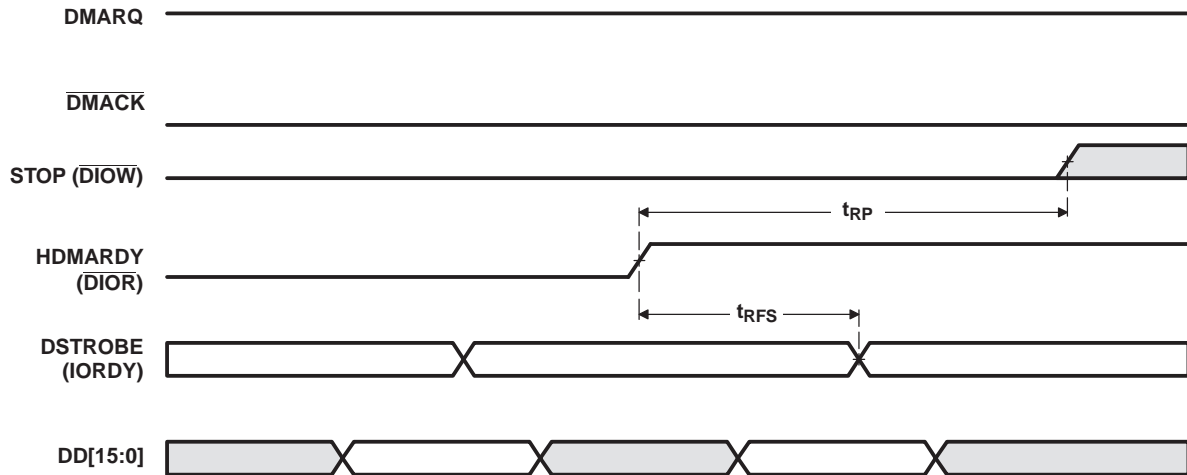 DMARQ
DMACK
STOP (DIOW)
tRP
HDMARDY
(DIOR)
tRFS
DSTROBE
(IORDY)
DD[15:0]